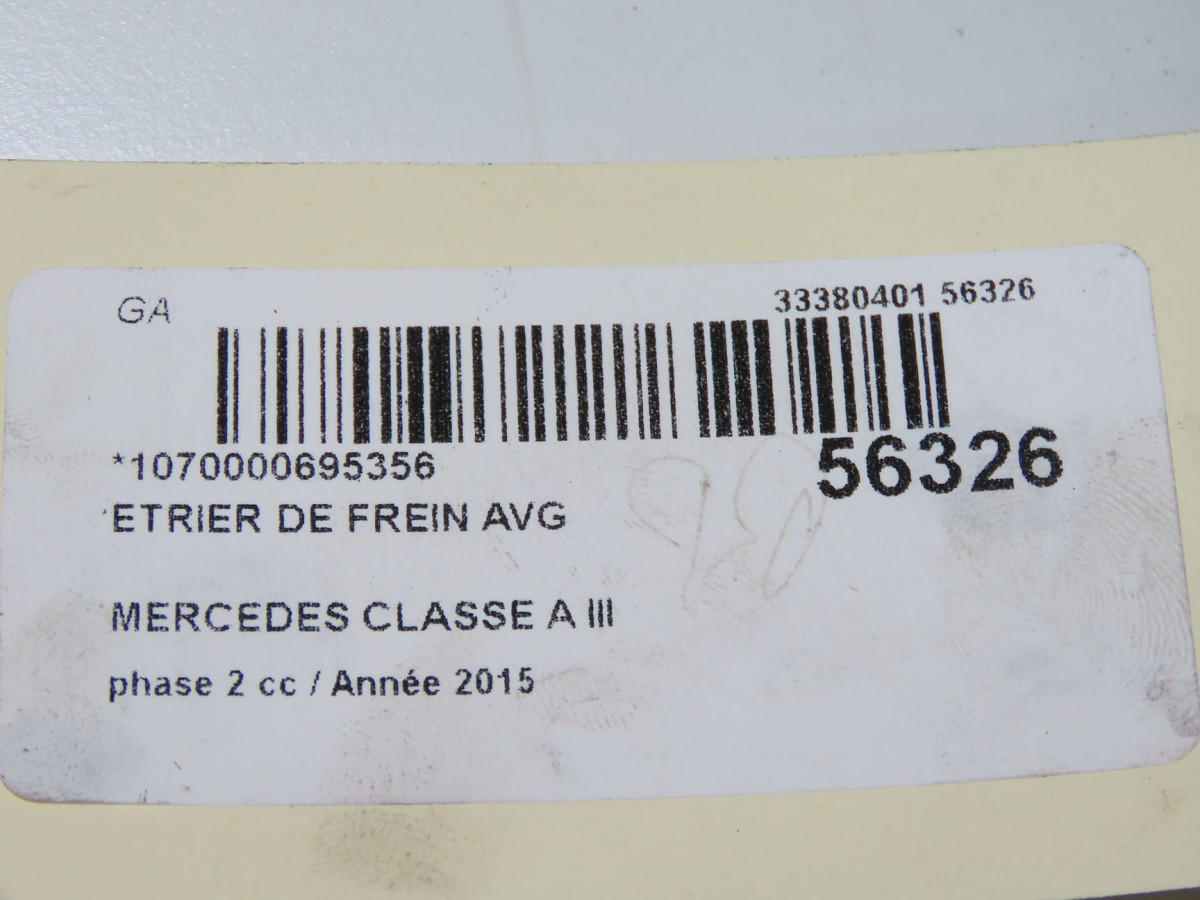 GA
33380401 56326
*1070000695356
56326
ETRIER DE FREIN AVG
MERCEDES CLASSE A III
phase 2 cc / Année 2015